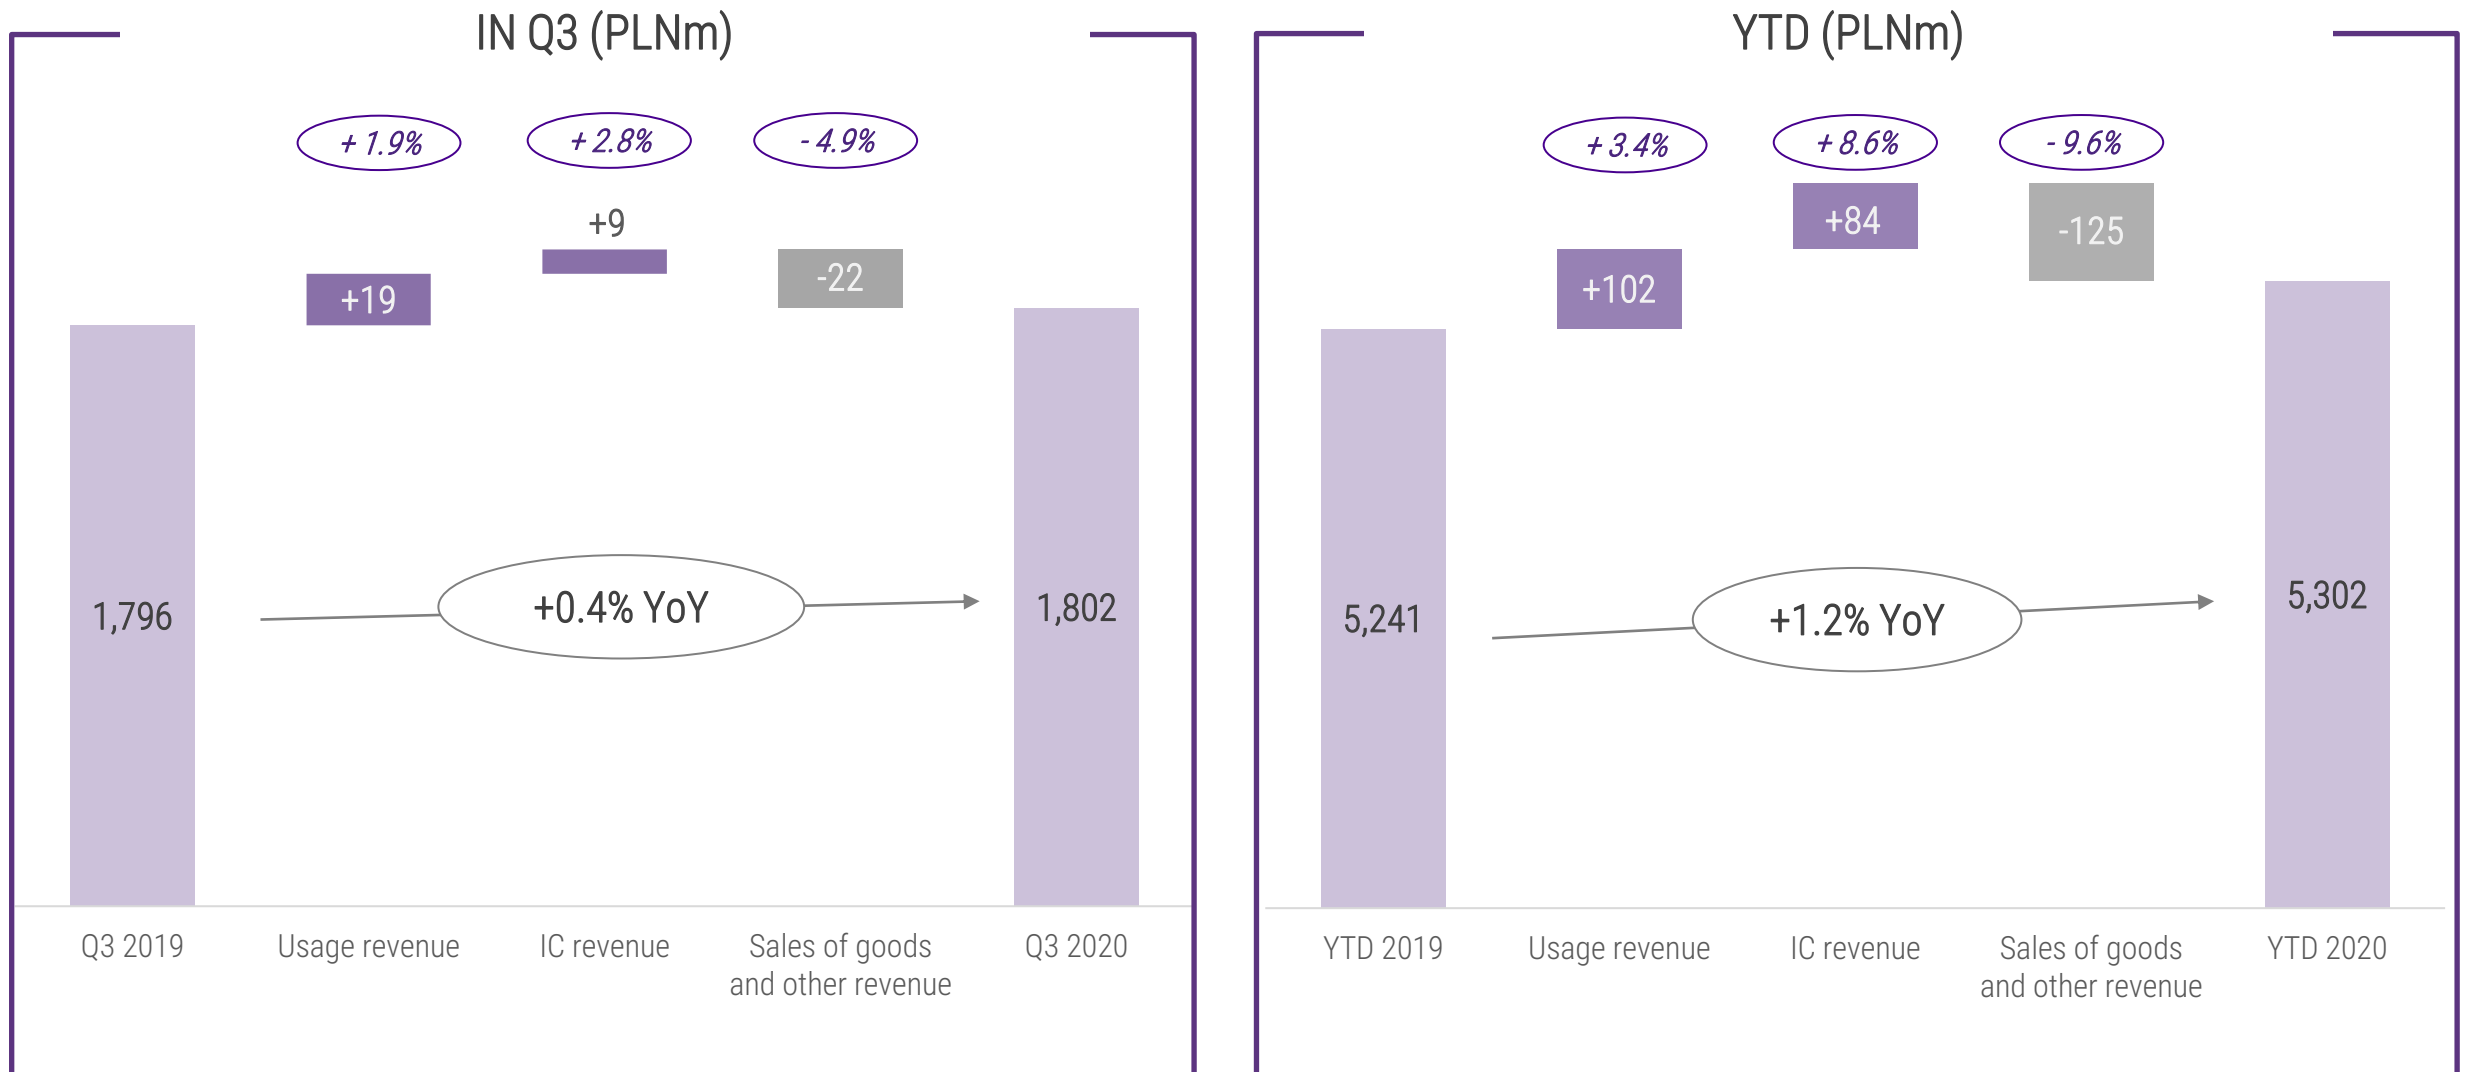 IN Q3 (PLNm)
+ 1.9%
+ 2.8%
- 4.9%
+9
+19
-22
1,796
+0.4% YoY
1,802
Q3 2019
Usage revenue
IC revenue
Sales of goods
and other revenue
Q3 2020
YTD (PLNm)
+ 3.4%
+ 8.6%
- 9.6%
+84
-125
+102
5,241
+1.2% YoY
5,302
YTD 2019
Usage revenue
IC revenue
Sales of goods
and other revenue
YTD 2020